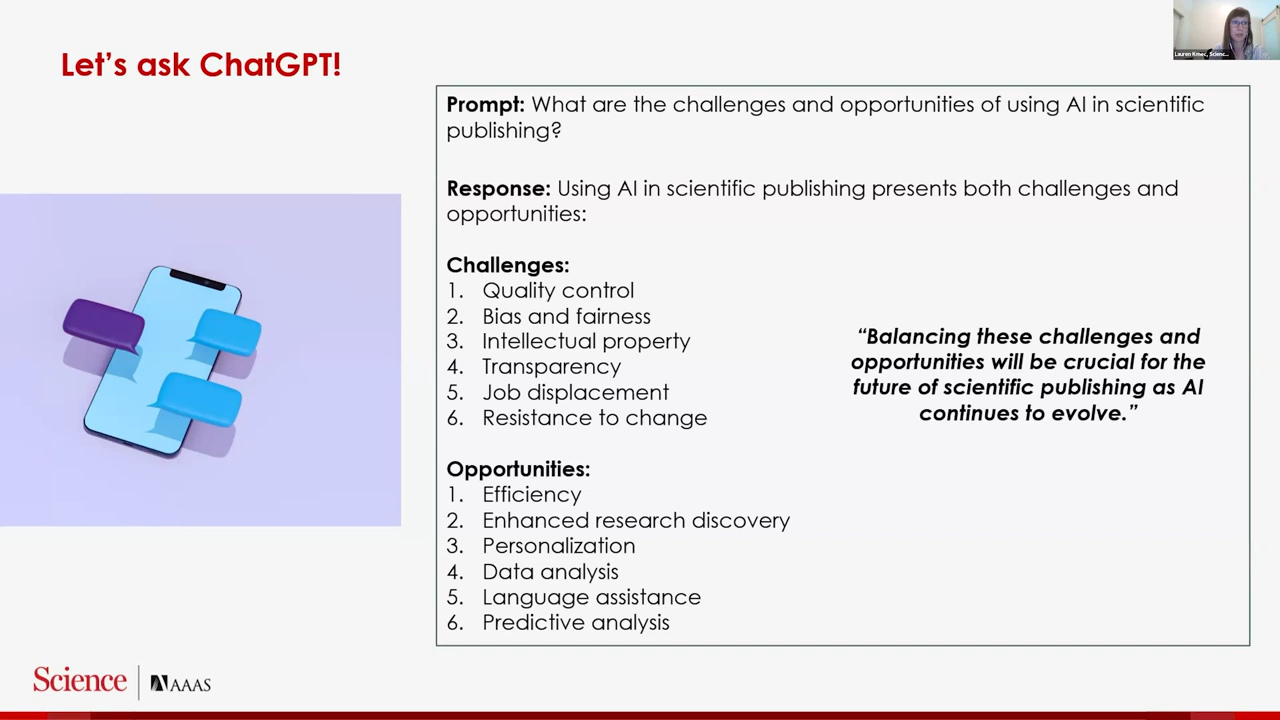 Let's ask ChatGPT!
Lauren Kmec, Scienc...
Prompt: What are the challenges and opportunities of using AI in scientific
publishing?
Response: Using AI in scientific publishing presents both challenges and
opportunities:
Challenges:
1. Quality control
2. Bias and fairness
3. Intellectual property
4. Transparency
5. Job displacement
6. Resistance to change
“Balancing these challenges and
opportunities will be crucial for the
future of scientific publishing as AI
continues to evolve.”
Opportunities:
1. Efficiency
2. Enhanced research discovery
3. Personalization
4. Data analysis
5. Language assistance
6. Predictive analysis
Science
AAAS